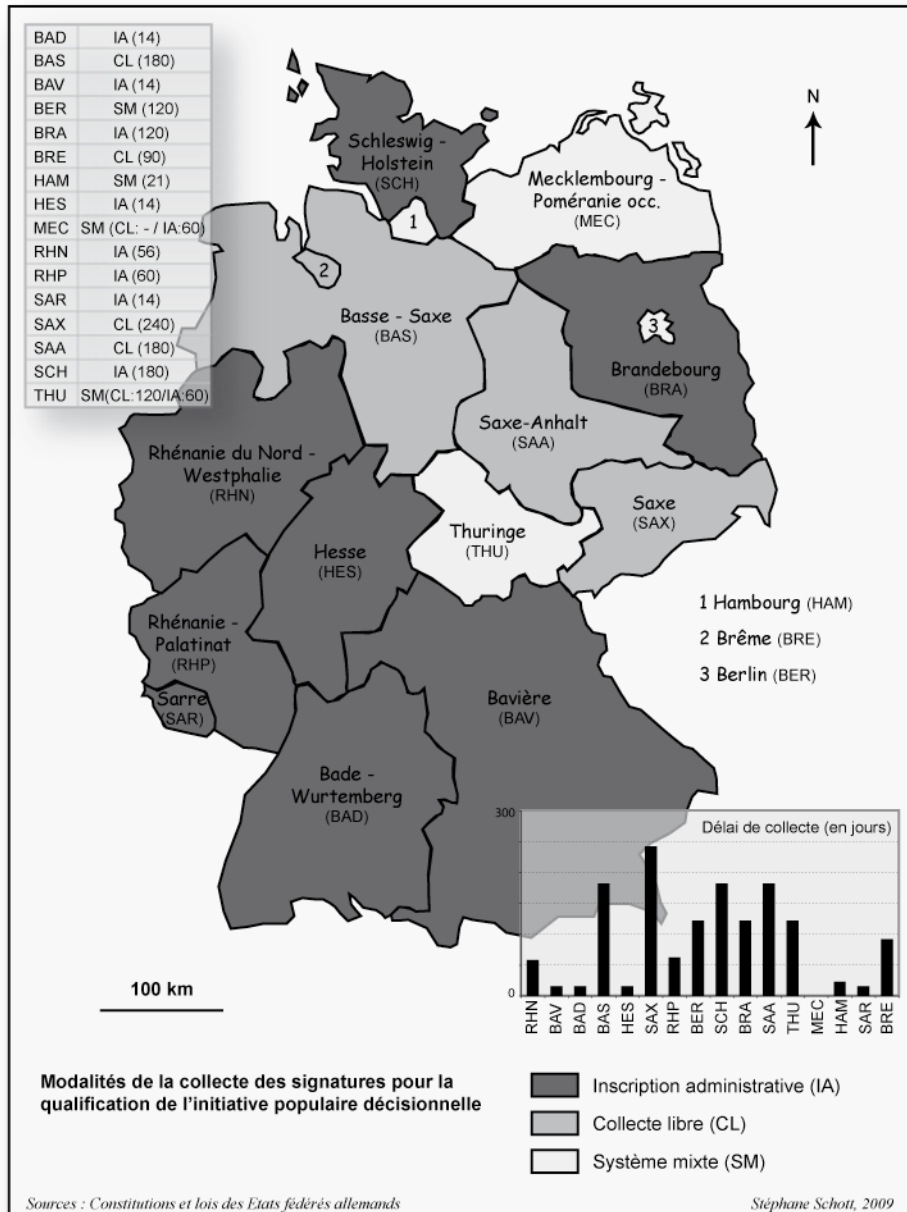 BAD IA (14)
BAS CL (180)
BAV IA (14)
BER SM (120)
BRA IA (120)
BRE CL (90)
HAM SM (21)
HES IA (14)
MEC SM (CL: - / IA:60)
RHN IA (56)
RHP IA (60)
SAR IA (14)
SAX CL (240)
SAA CL (180)
SCH IA (180)
THU SM(CL:120/IA:60)
N
Schleswig -
Holstein
(SCH)
Mecklembourg -
Poméranie occ.
(MEC)
1
2
3
Basse - Saxe
(BAS)
Brandebourg
(BRA)
Saxe-Anhalt
(SAA)
Rhénanie du Nord -
Westphalie
(RHN)
Saxe
(SAX)
Thuringe
(THU)
Hesse
(HES)
Rhénanie -
Palatinat
(RHP)
Sarre
(SAR)
Bavière
(BAV)
Bade -
Wurtemberg
(BAD)
1 Hambourg (HAM)
2 Brême (BRE)
3 Berlin (BER)
300
Délai de collecte (en jours)
0
RHN
BAV
BAD
BAS
HES
SAX
RHP
BER
SCH
BRA
SAA
THU
MEC
HAM
SAR
BRE
100 km
Modalités de la collecte des signatures pour la
qualification de l'initiative populaire décisionnelle
Inscription administrative (IA)
Collecte libre (CL)
Système mixte (SM)
Sources : Constitutions et lois des Etats fédérés allemands
Stéphane Schott, 2009